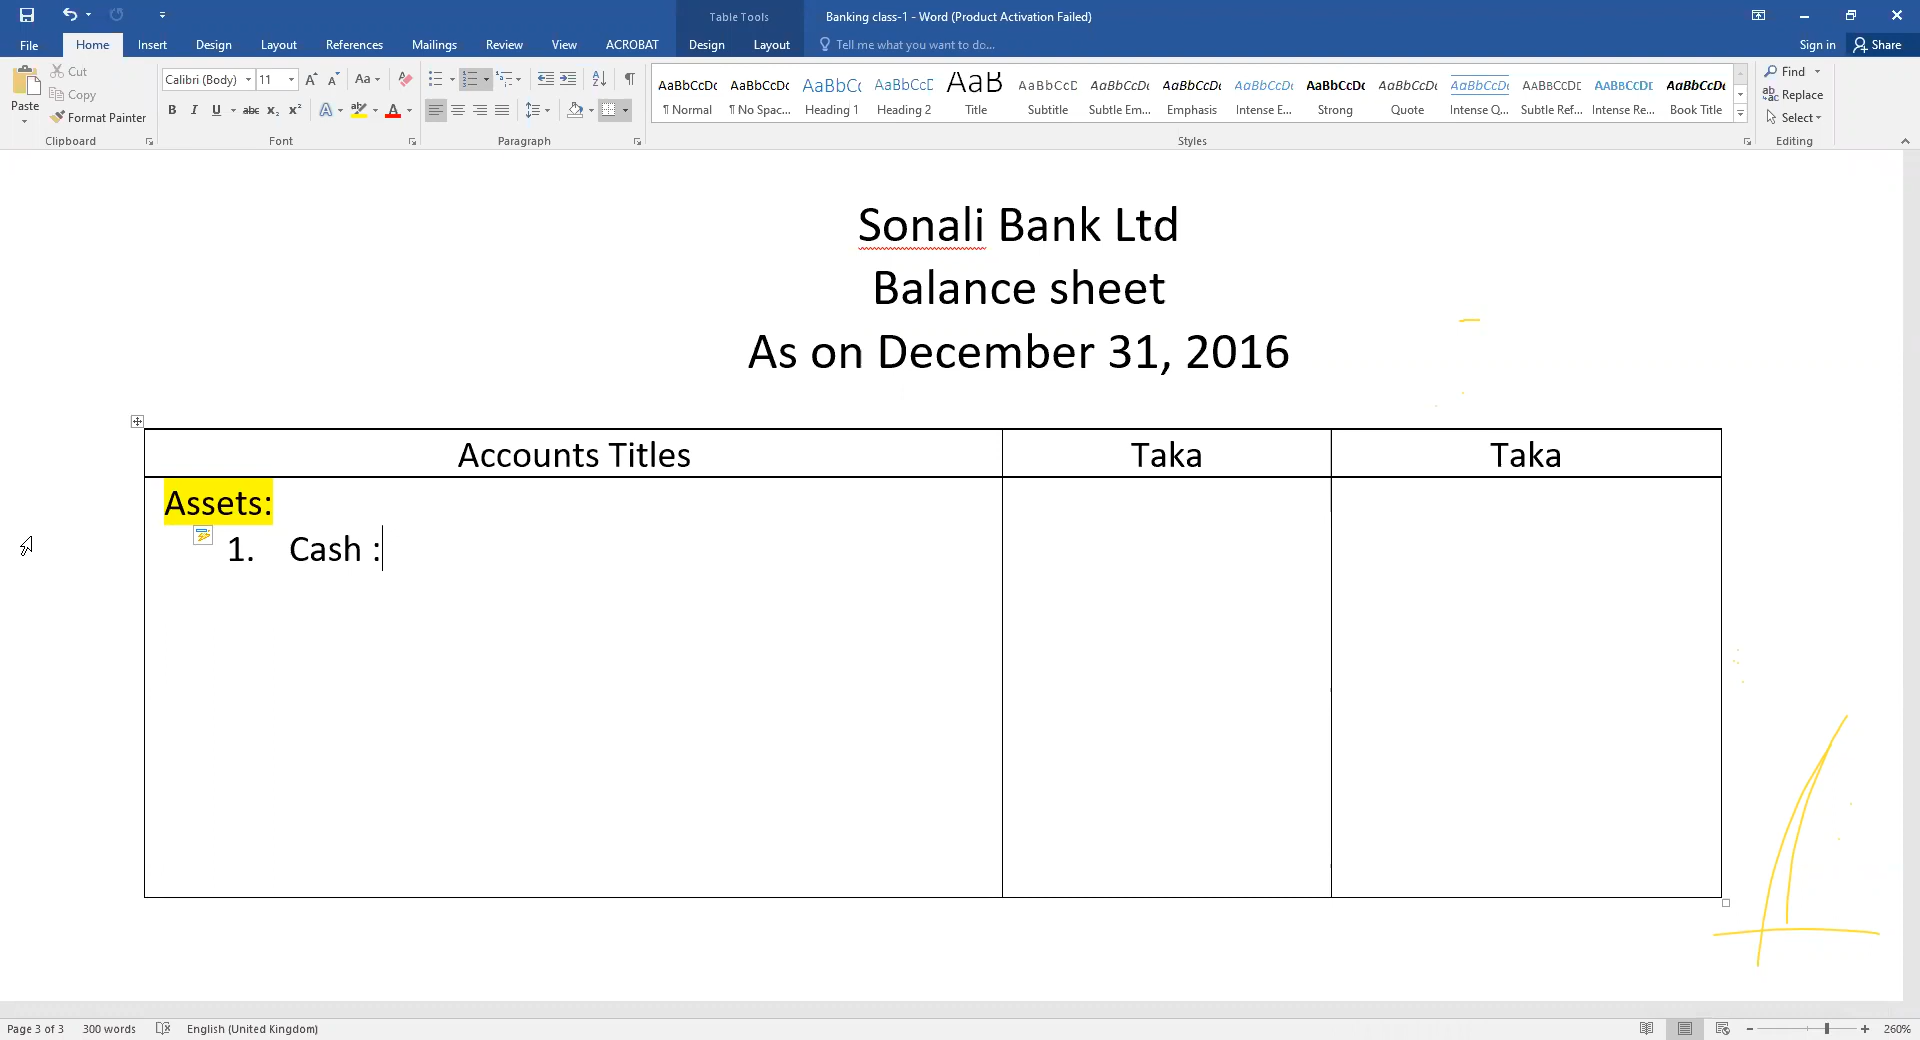 Table Tools
Banking class-1 - Word (Product Activation Failed)
File Home Insert Design Layout References Mailings Review View ACROBAT Design Layout Tell me what you want to do... Sign in Share
Paste
Cut
Copy
Format Painter
Clipboard
Calibri (Body) 11
Font
Paragraph
AaBbCcDc AaBbCcDc AaBbCc AaBbCcD AaB AaBbCcD AaBbCcDc AaBbCcDc AaBbCcDc AaBbCcDc AaBbCcDc AaBbCcDc AABBCCDD AABBCCDD AaBbCcDc
¶ Normal ¶ No Spac... Heading 1 Heading 2 Title Subtitle Subtle Em... Emphasis Intense E... Strong Quote Intense Q... Subtle Ref... Intense Re... Book Title
Styles
Find
Replace
Select
Editing
Sonali Bank Ltd
Balance sheet
As on December 31, 2016
Accounts Titles Taka Taka
Assets:
1. Cash :
Page 3 of 3 300 words English (United Kingdom) 260%